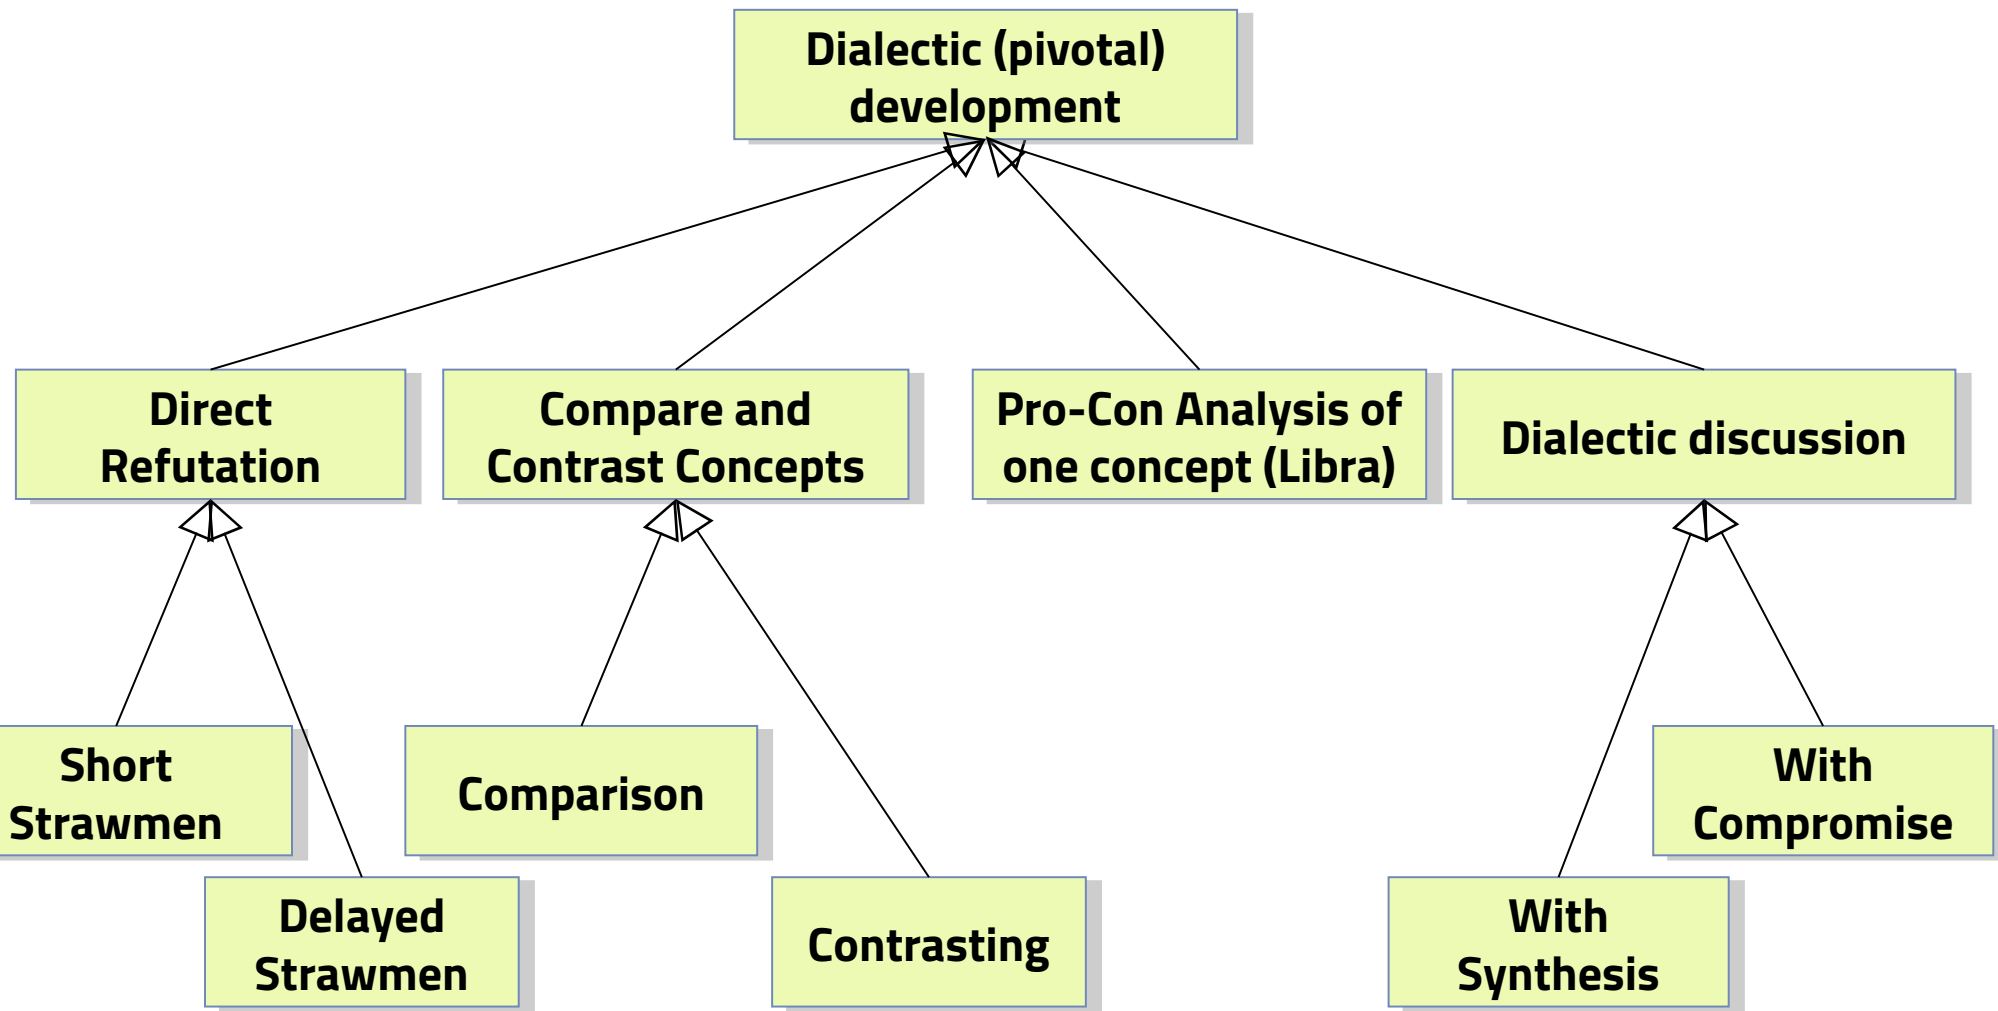 Dialectic (pivotal)
development
Direct
Refutation
Compare and
Contrast Concepts
Pro-Con Analysis of
one concept (Libra)
Dialectic discussion
Short
Strawmen
Comparison
With
Compromise
Delayed
Strawmen
Contrasting
With
Synthesis